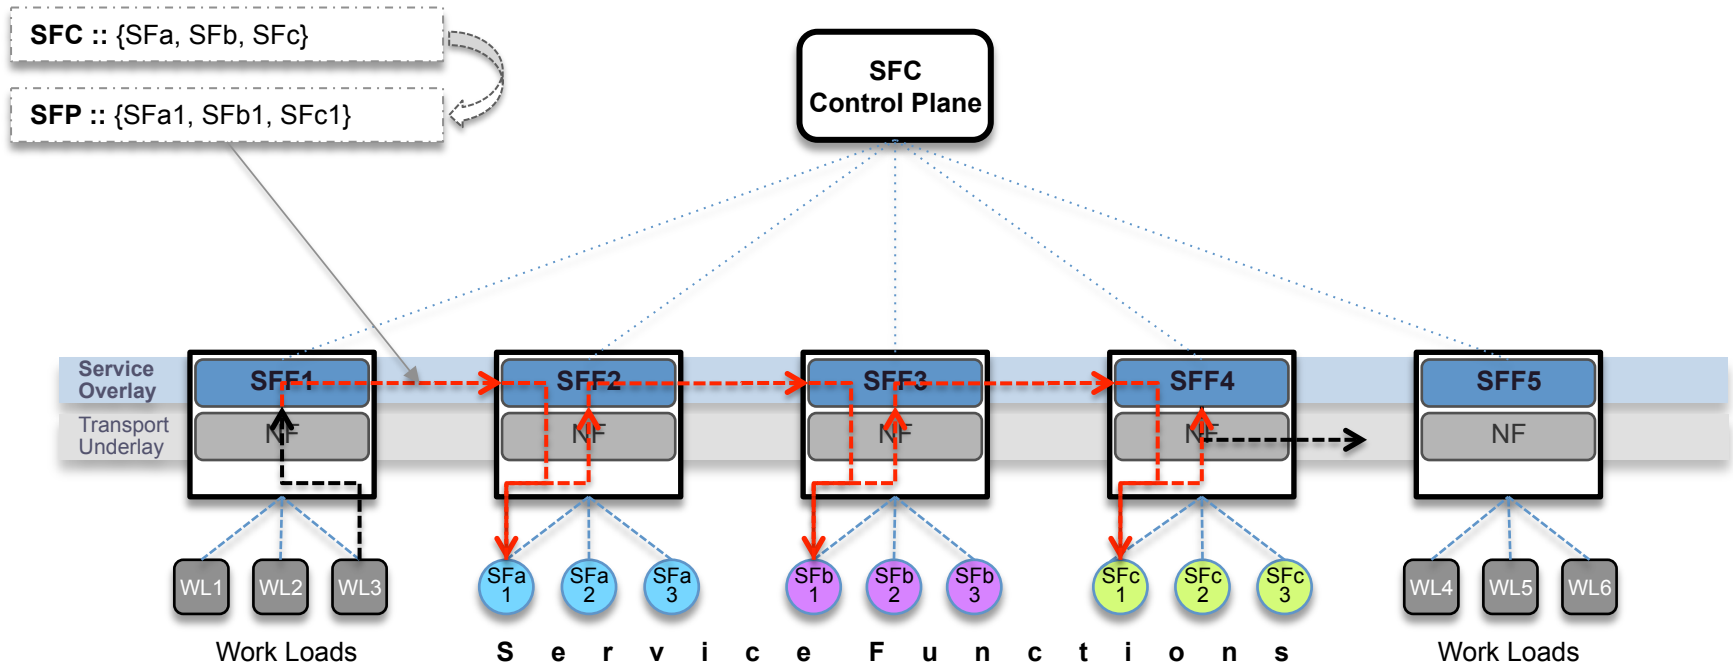 SFC :: {SFa, SFb, SFc}
SFP :: {SFa1, SFb1, SFc1}
SFC
Control Plane
Service
Overlay
SFF1
SFF2
SFF3
SFF4
SFF5
Transport
Underlay
NF
NF
NF
NF
NF
WL1
WL2
WL3
SFa
1
SFa
2
SFa
3
SFb
1
SFb
2
SFb
3
SFc
1
SFc
2
SFc
3
WL4
WL5
WL6
Work Loads
Service Functions
Work Loads